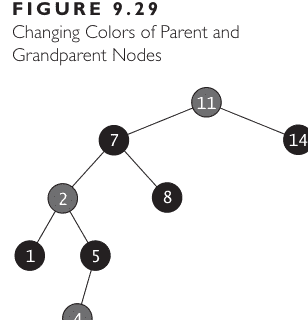 FIGURE 9.29
Changing Colors of Parent and
Grandparent Nodes
11
7
14
2
8
1
5
4